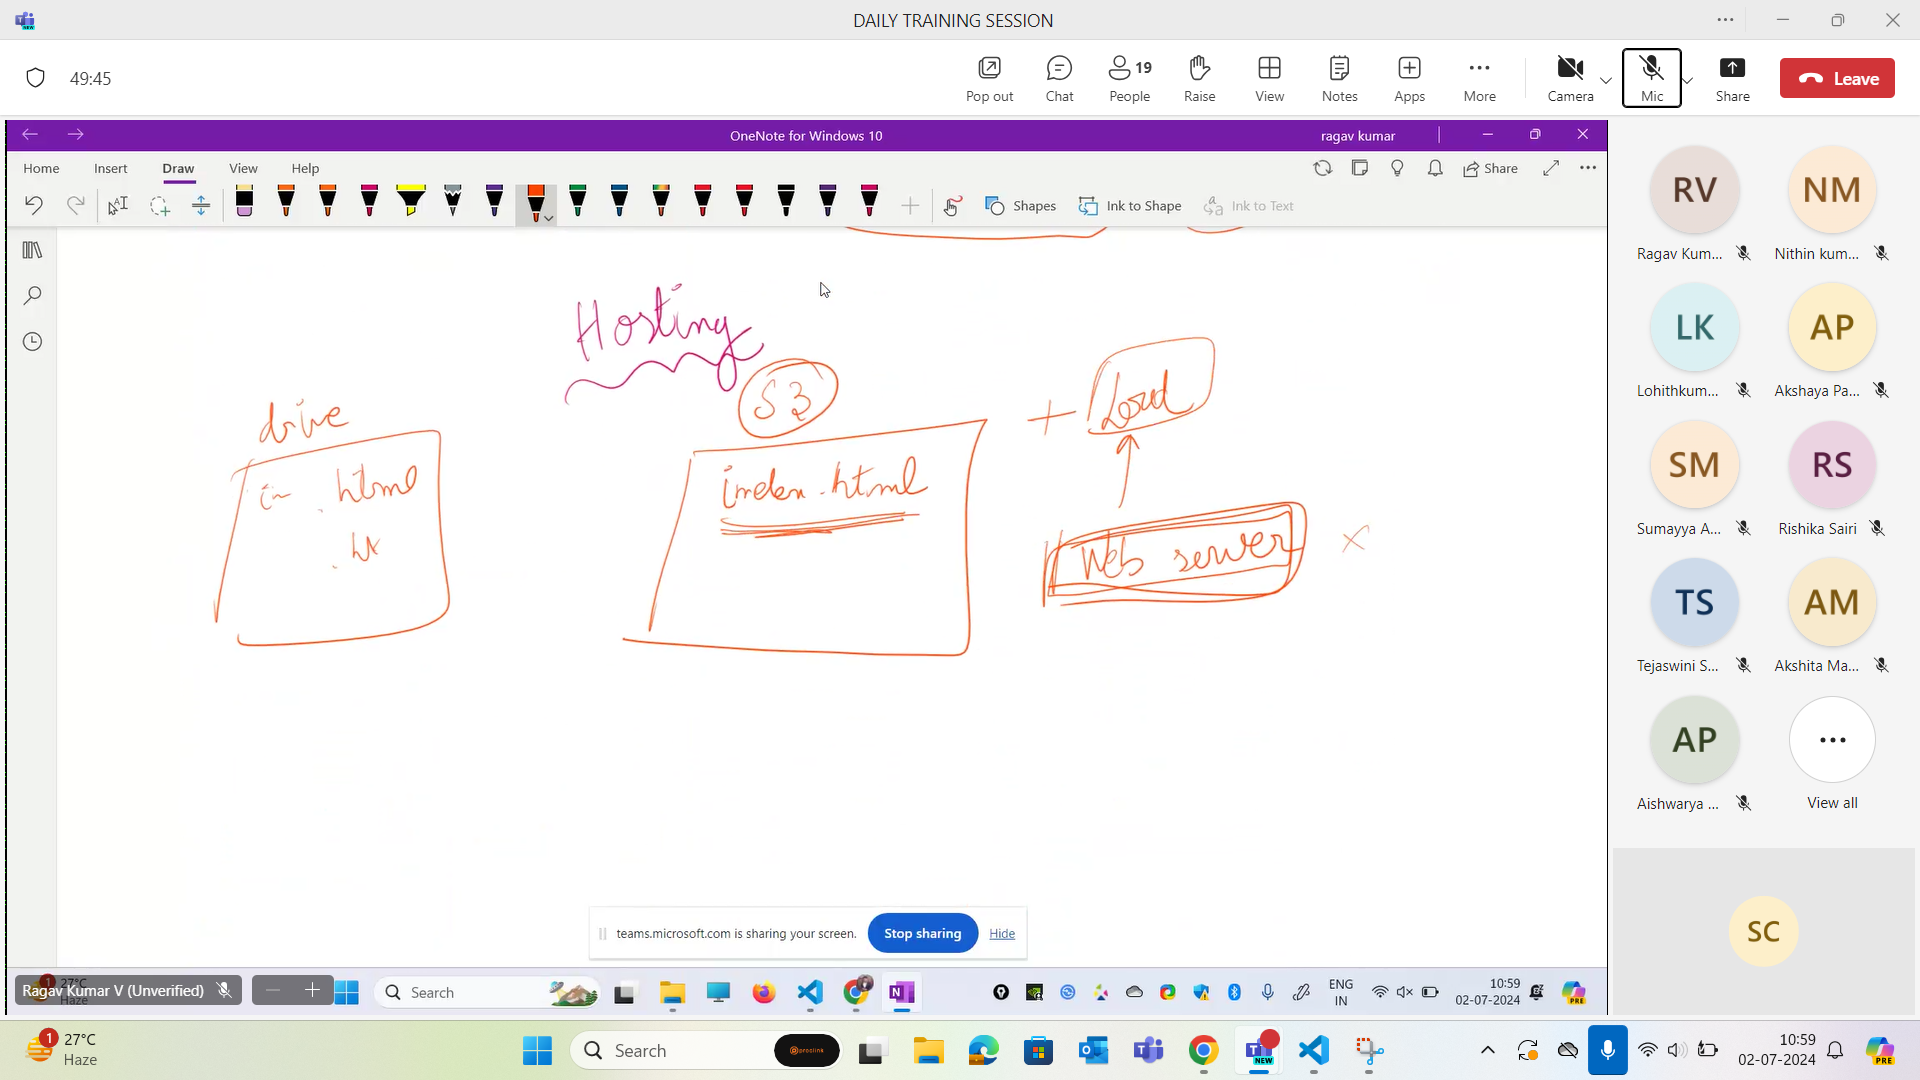 DAILY TRAINING SESSION
49:45
Pop out
Chat
19
People
Raise
View
Notes
Apps
More
Camera
Mic
Share
Leave
OneNote for Windows 10
ragav kumar
Home
Insert
Draw
View
Help
Share
Shapes
Ink to Shape
Ink to Text
Hosting
S3
drive
.html
index.html
+
Load
Web server
x
RV
Ragav Kum...
NM
Nithin kum...
LK
Lohithkum...
AP
Akshaya Pa...
SM
Sumayya A...
RS
Rishika Sairi
TS
Tejaswini S...
AM
Akshita Ma...
AP
Aishwarya ...
View all
SC
teams.microsoft.com is sharing your screen.
Stop sharing
Hide
Ragav Kumar V (Unverified)
1
27°C
Haze
Search
ENG
IN
10:59
02-07-2024
PRE
1
27°C
Haze
Search
NEW
10:59
02-07-2024
PRE